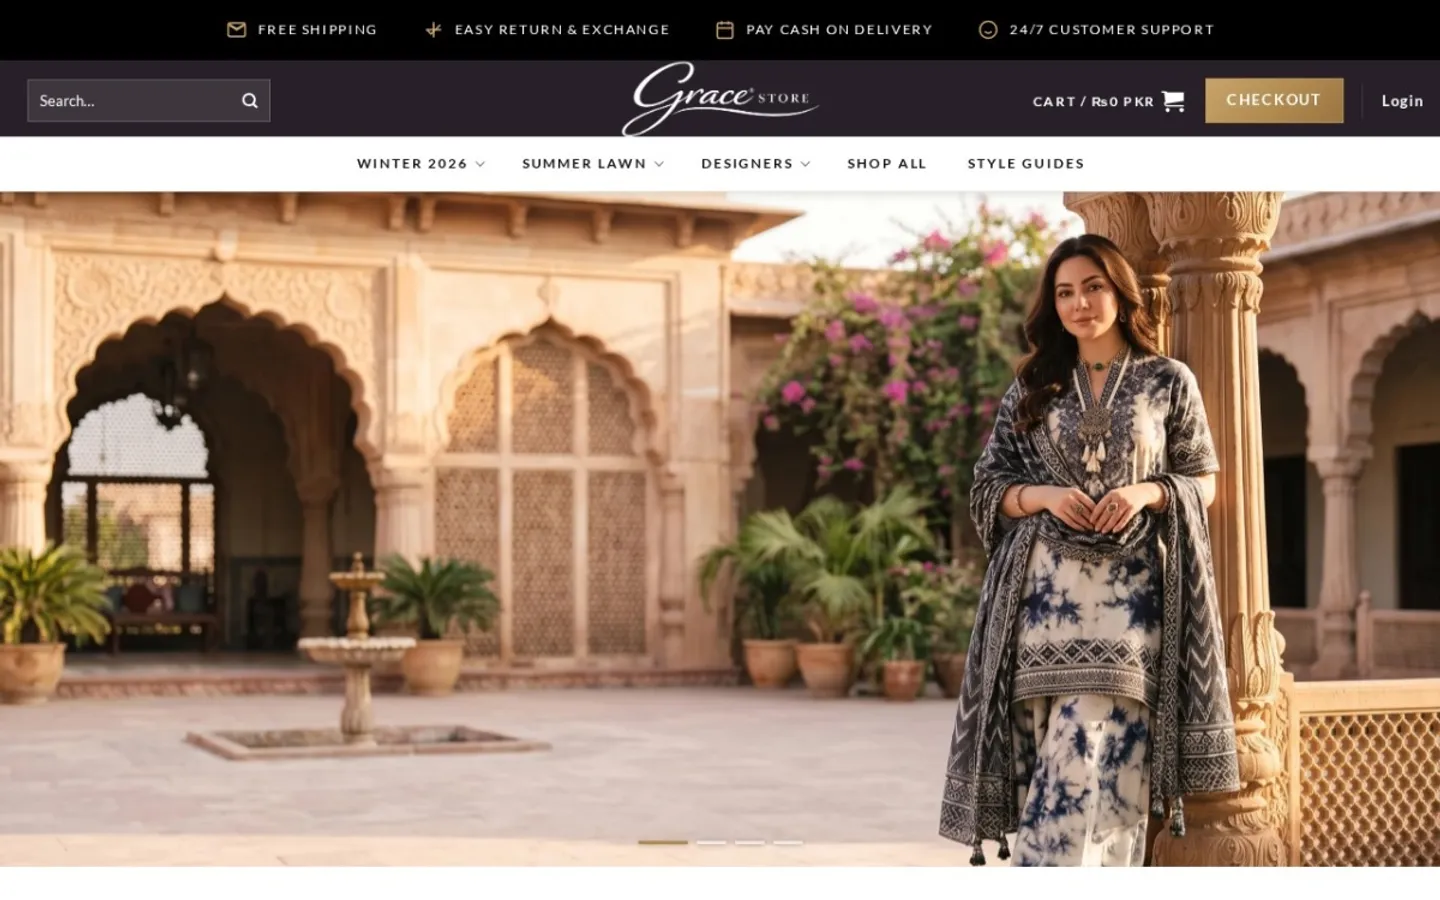 FREE SHIPPING
EASY RETURN & EXCHANGE
PAY CASH ON DELIVERY
24/7 CUSTOMER SUPPORT
Search...
Grace STORE
CART / ₨0 PKR
CHECKOUT
Login
WINTER 2026
SUMMER LAWN
DESIGNERS
SHOP ALL
STYLE GUIDES